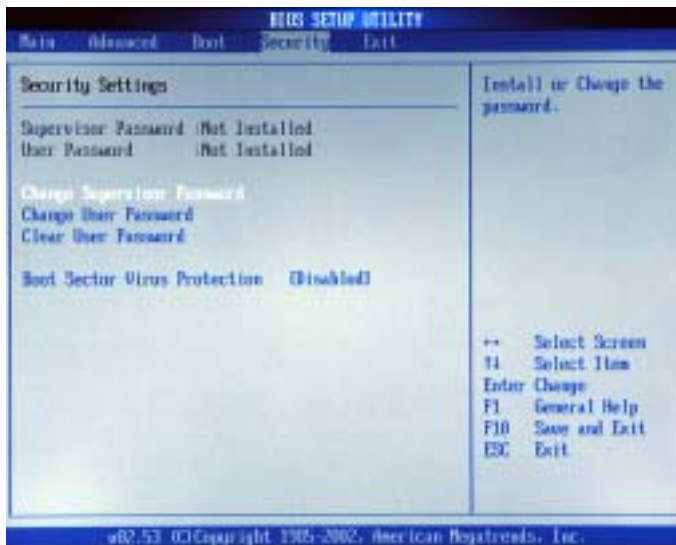 BIOS SETUP UTILITY
Main Advanced Boot Security Exit
Security Settings
Supervisor Password :Not Installed
User Password :Not Installed
Change Supervisor Password
Change User Password
Clear User Password
Boot Sector Virus Protection [Disabled]
Install or Change the
password.
↔ Select Screen
↑↓ Select Item
Enter Change
F1 General Help
F10 Save and Exit
ESC Exit
v02.53 (C)Copyright 1985-2002, American Megatrends, Inc.